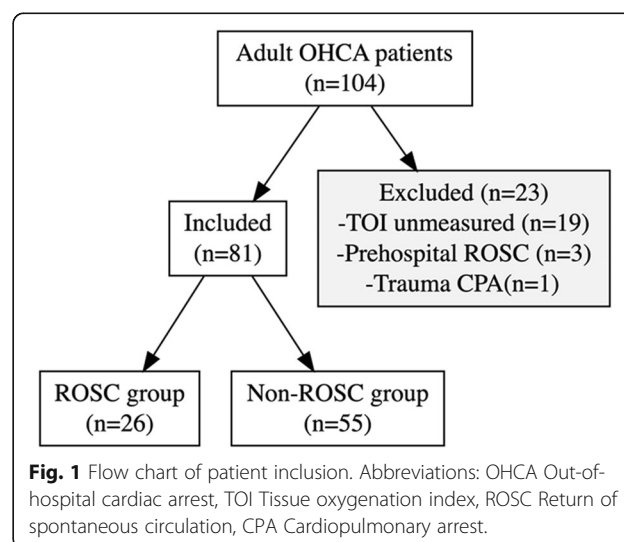 Adult OHCA patients
(n=104)
Excluded (n=23)
-TOI unmeasured (n=19)
-Prehospital ROSC (n=3)
-Trauma CPA(n=1)
Included
(n=81)
ROSC group
(n=26)
Non-ROSC group
(n=55)
Fig. 1 Flow chart of patient inclusion. Abbreviations: OHCA Out-of-
hospital cardiac arrest, TOI Tissue oxygenation index, ROSC Return of
spontaneous circulation, CPA Cardiopulmonary arrest.